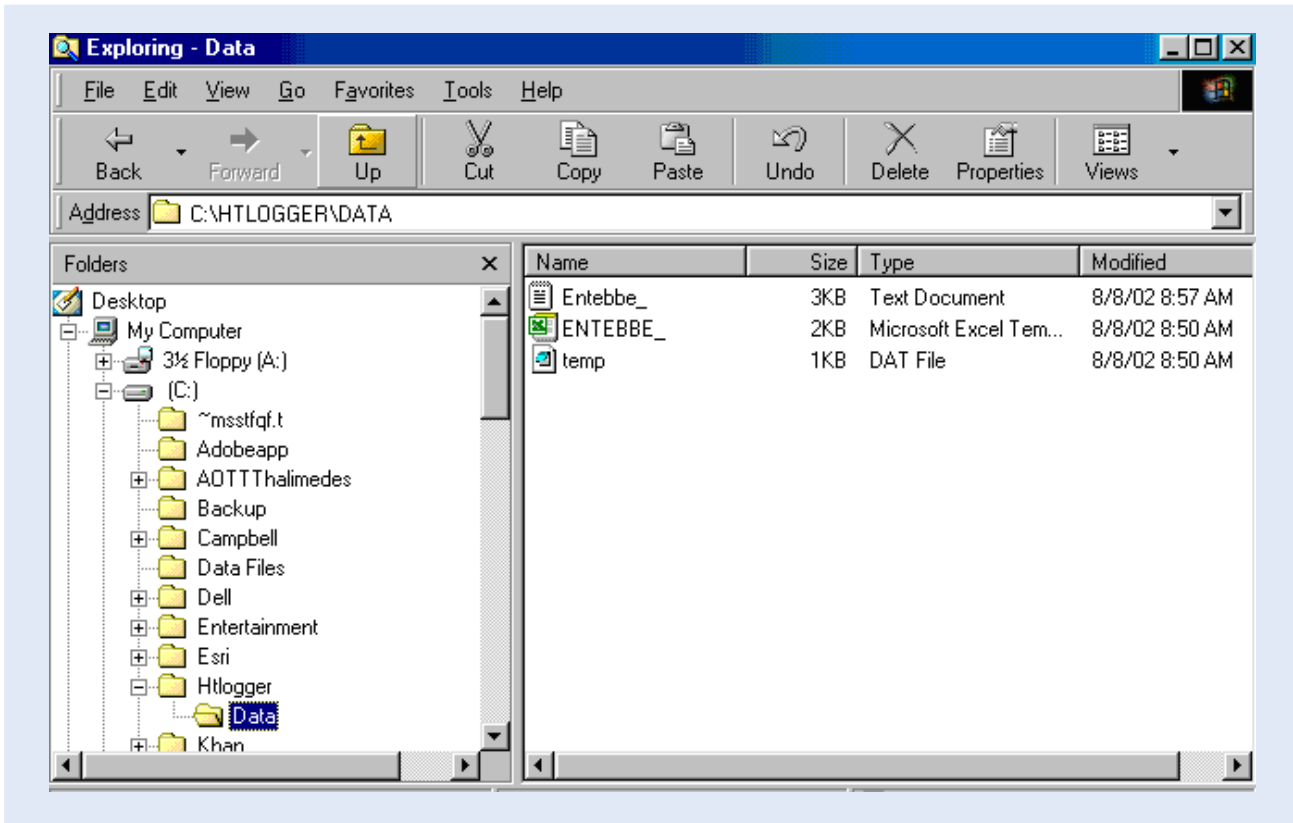 Exploring - Data
File Edit View Go Favorites Tools Help
Back Forward Up Cut Copy Paste Undo Delete Properties Views
Address C:\HTLOGGER\DATA
Folders
Desktop
My Computer
3½ Floppy (A:)
(C:)
~msstfqf.t
Adobeapp
AOTTThalimedes
Backup
Campbell
Data Files
Dell
Entertainment
Esri
Htlogger
Data
Khan
Name Size Type Modified
Entebbe_ 3KB Text Document 8/8/02 8:57 AM
ENTEBBE_ 2KB Microsoft Excel Tem... 8/8/02 8:50 AM
temp 1KB DAT File 8/8/02 8:50 AM